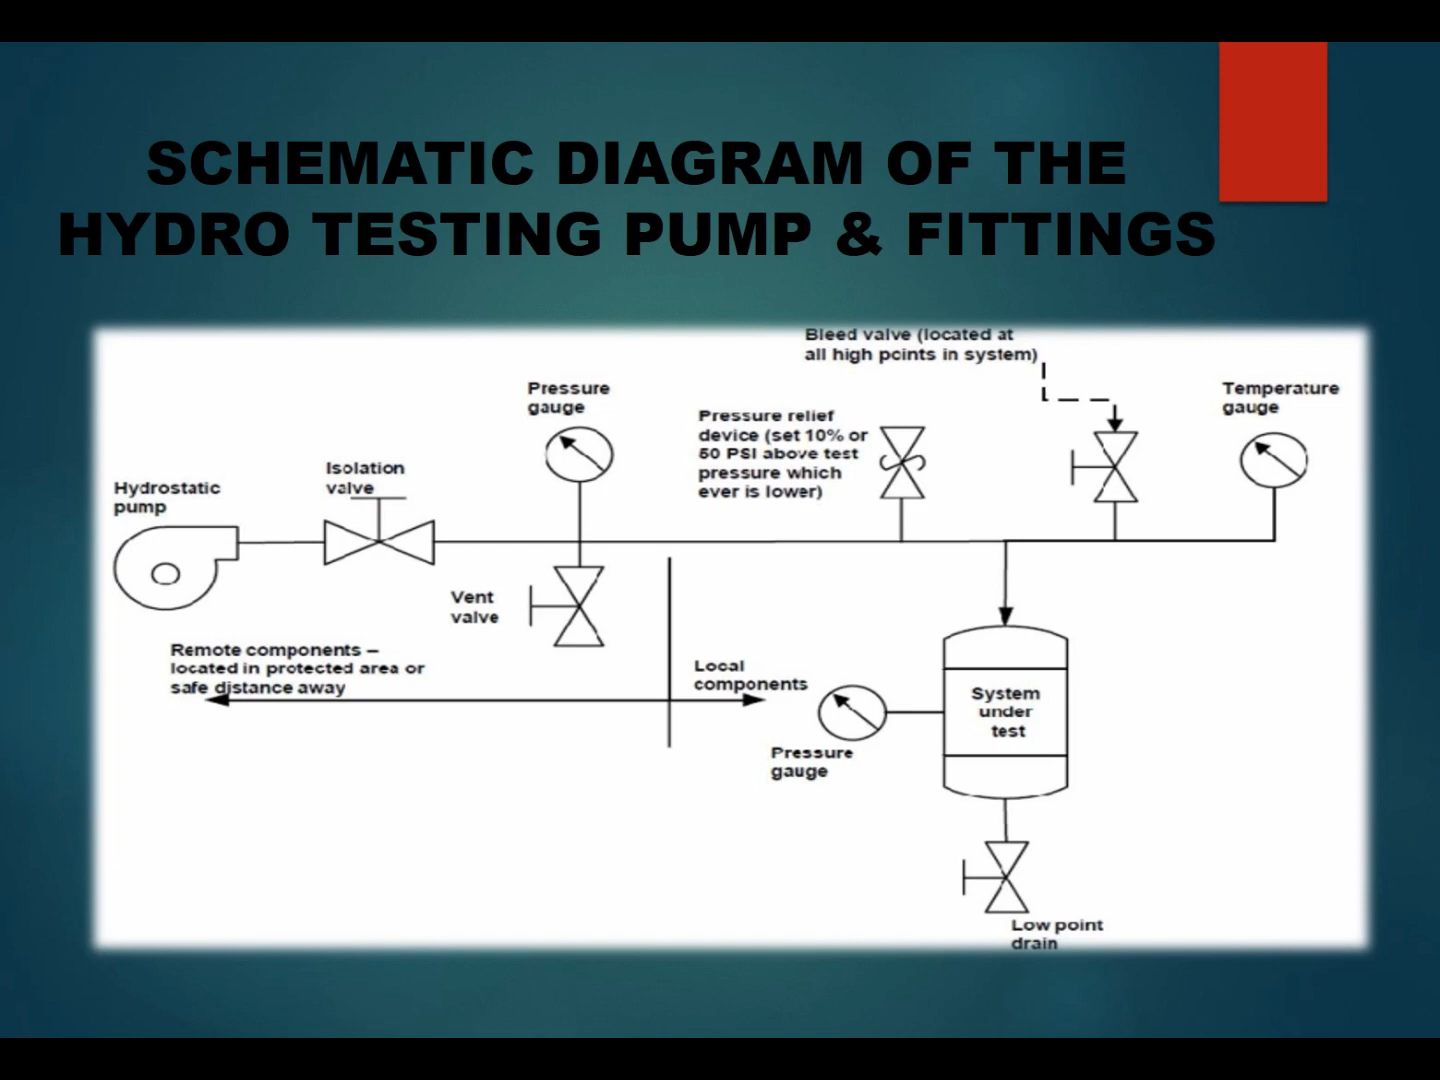 SCHEMATIC DIAGRAM OF THE
HYDRO TESTING PUMP & FITTINGS
Bleed valve (located at
all high points in system)
Pressure
gauge
Temperature
gauge
Pressure relief
device (set 10% or
50 PSI above test
pressure which
ever is lower)
Isolation
valve
Hydrostatic
pump
Vent
valve
Remote components –
located in protected area or
safe distance away
Local
components
System
under
test
Pressure
gauge
Low point
drain